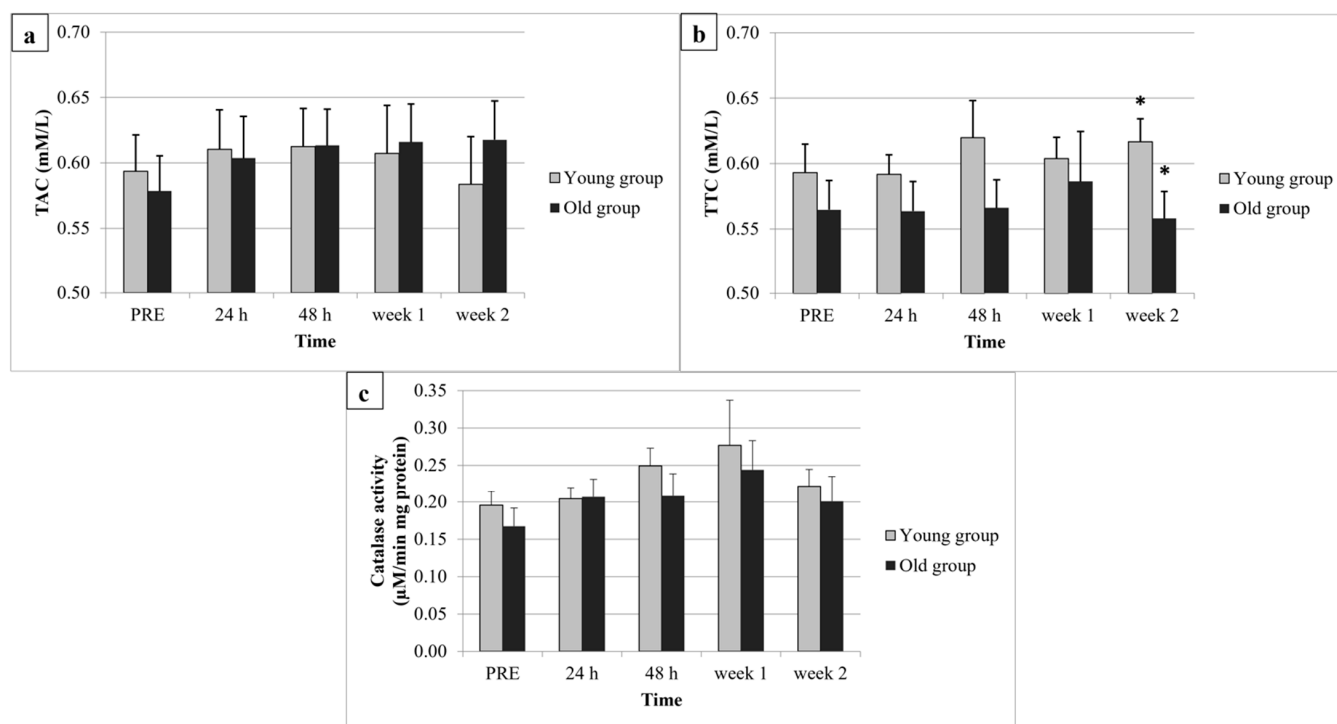 a
TAC (mM/L)
0.70
0.65
0.60
0.55
0.50
PRE 24 h 48 h week 1 week 2
Time
Young group
Old group
b
TTC (mM/L)
0.70
0.65
0.60
0.55
0.50
* *
PRE 24 h 48 h week 1 week 2
Time
Young group
Old group
c
Catalase activity
(µM/min mg protein)
0.35
0.30
0.25
0.20
0.15
0.10
0.05
0.00
PRE 24 h 48 h week 1 week 2
Time
Young group
Old group